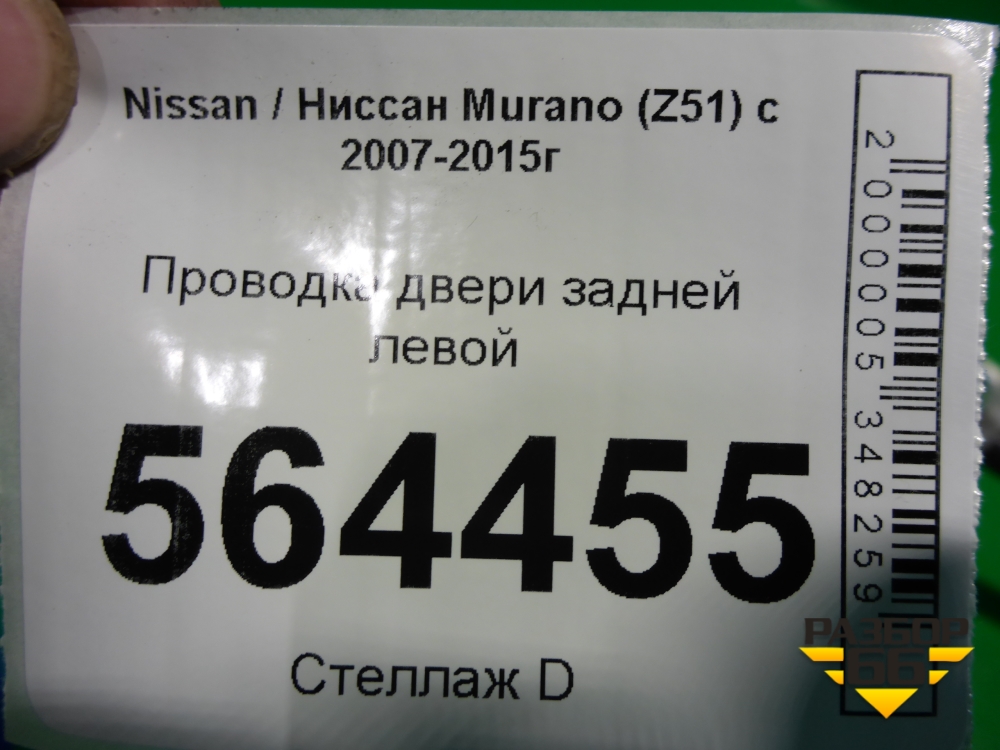 Nissan / Ниссан Murano (Z51) с
2007-2015г
Проводка двери задней
левой
564455
Стеллаж D
2000005348259
РАЗБОР
66